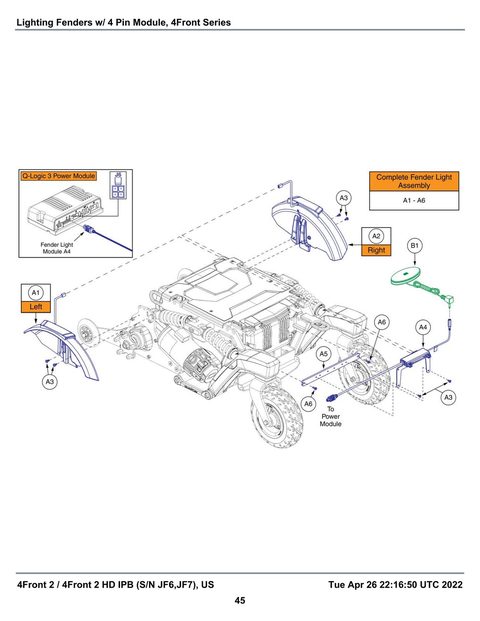 Lighting Fenders w/ 4 Pin Module, 4Front Series
Q-Logic 3 Power Module
Fender Light
Module A4
Complete Fender Light
Assembly
A1 - A6
A3
A2
Right
B1
A1
Left
A6
A4
A5
A3
A6
A3
To
Power
Module
4Front 2 / 4Front 2 HD IPB (S/N JF6,JF7), US
Tue Apr 26 22:16:50 UTC 2022
45